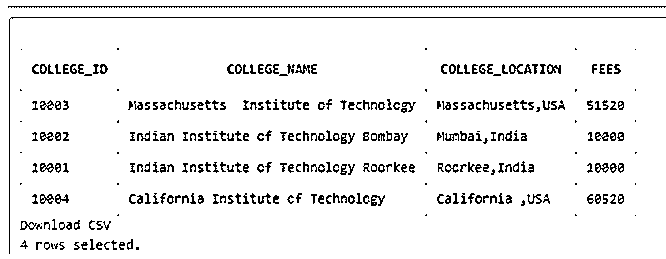 COLLEGE_ID COLLEGE_NAME COLLEGE_LOCATION FEES
10003 Massachusetts Institute of Technology Massachusetts,USA 51520
10002 Indian Institute of Technology Bombay Mumbai,India 10000
10001 Indian Institute of Technology Roorkee Roorkee,India 10000
10004 California Institute of Technology California ,USA 60520
Download CSV
4 rows selected.